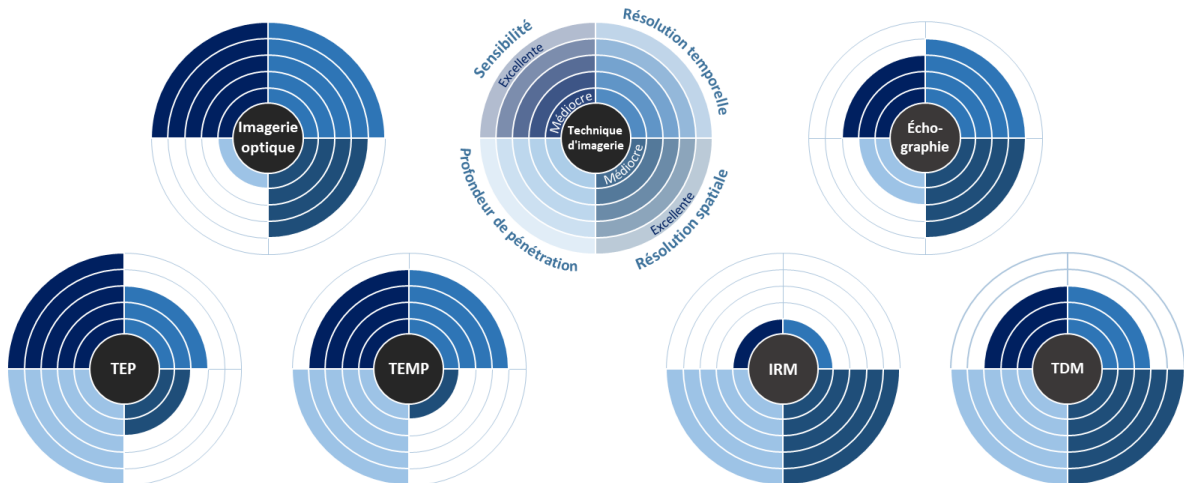 Imagerie
optique
Sensibilité
Résolution temporelle
Excellente
Médiocre
Technique
d'imagerie
Médiocre
Excellente
Profondeur de pénétration
Résolution spatiale
Écho-
graphie
TEP
TEMP
IRM
TDM